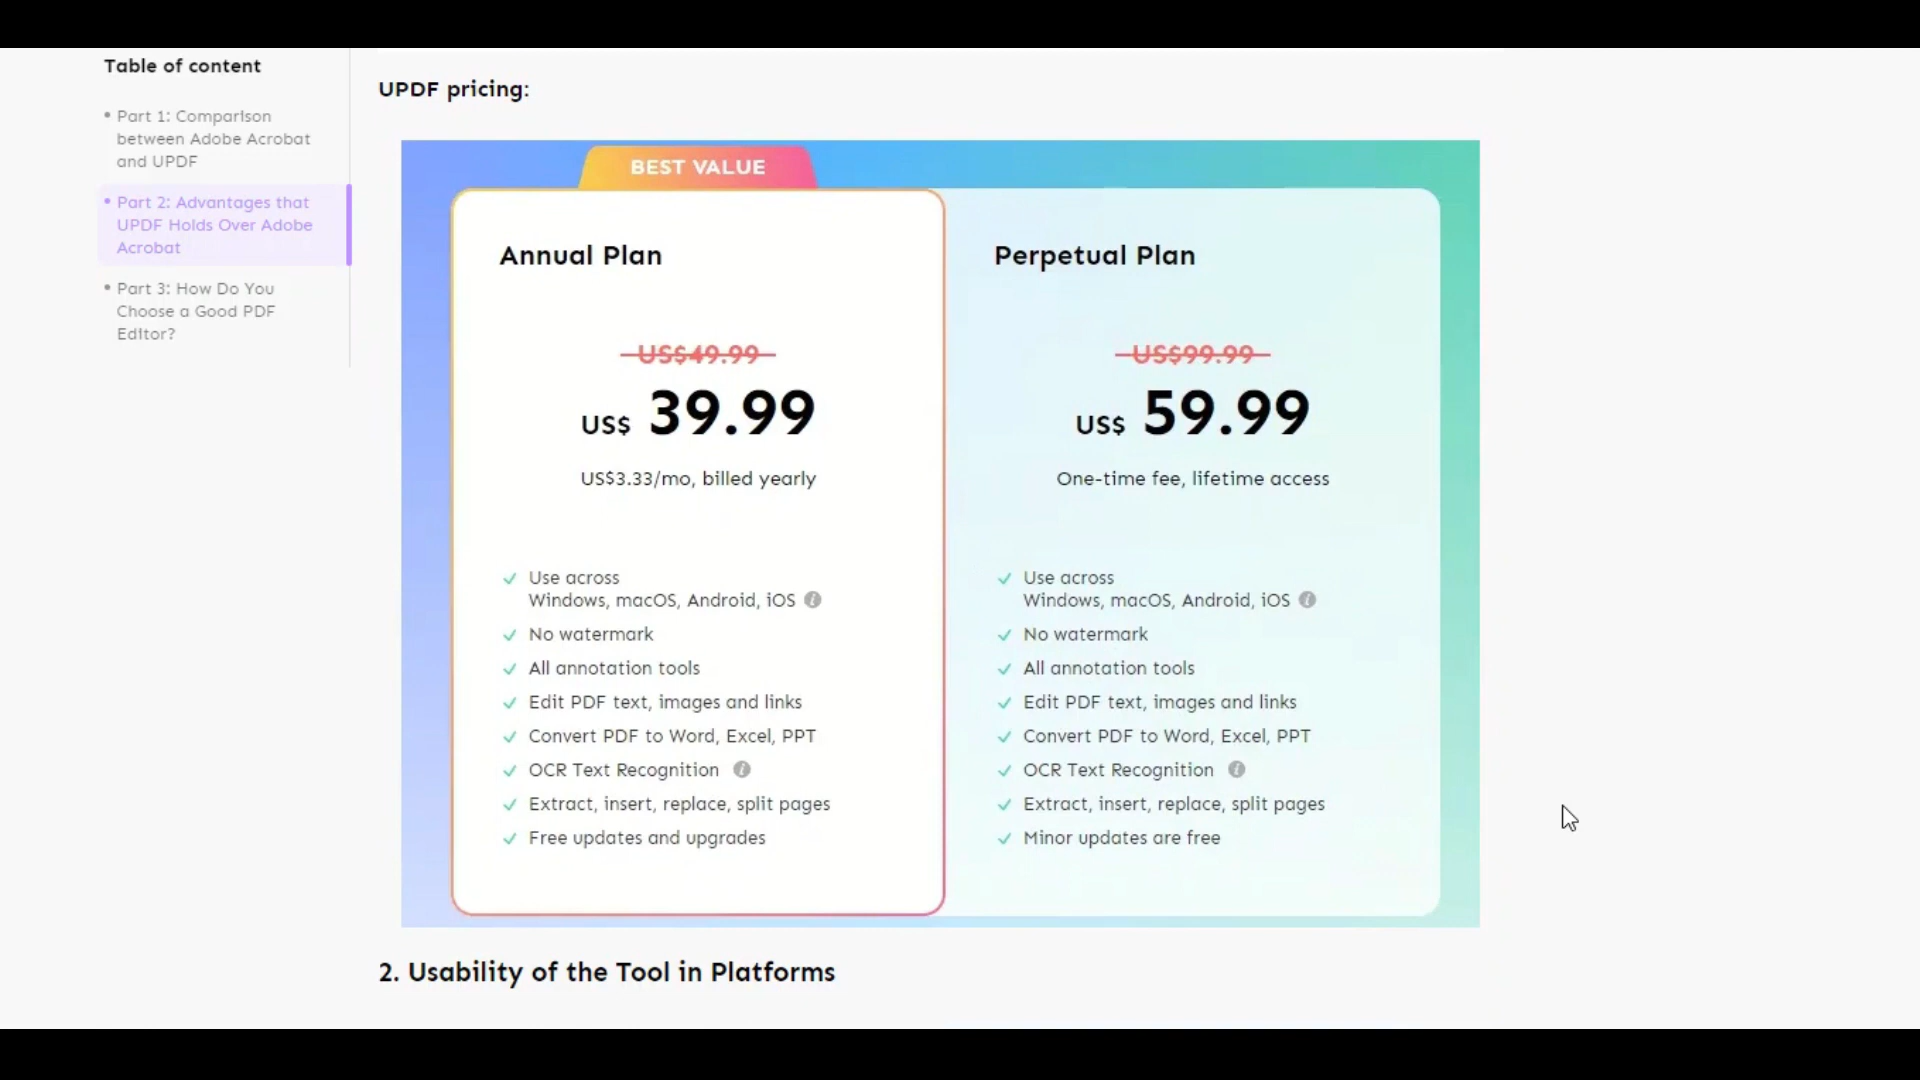 Table of content
• Part 1: Comparison
between Adobe Acrobat
and UPDF
• Part 2: Advantages that
UPDF Holds Over Adobe
Acrobat
• Part 3: How Do You
Choose a Good PDF
Editor?
UPDF pricing:
BEST VALUE
Annual Plan
US$49.99
US$ 39.99
US$3.33/mo, billed yearly
Use across
Windows, macOS, Android, iOS
No watermark
All annotation tools
Edit PDF text, images and links
Convert PDF to Word, Excel, PPT
OCR Text Recognition
Extract, insert, replace, split pages
Free updates and upgrades
Perpetual Plan
US$99.99
US$ 59.99
One-time fee, lifetime access
Use across
Windows, macOS, Android, iOS
No watermark
All annotation tools
Edit PDF text, images and links
Convert PDF to Word, Excel, PPT
OCR Text Recognition
Extract, insert, replace, split pages
Minor updates are free
2. Usability of the Tool in Platforms